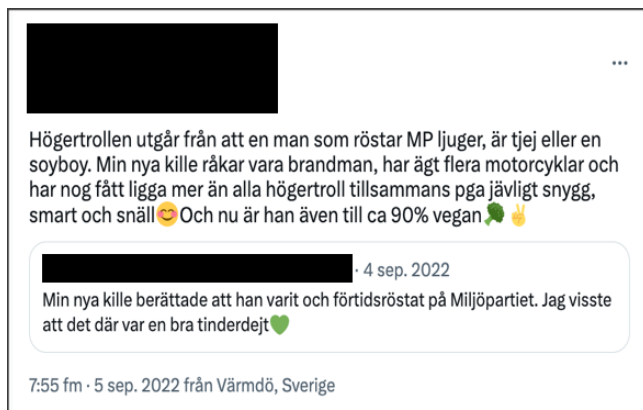 Högertrollen utgår från att en man som röstar MP ljuger, är tjej eller en
soyboy. Min nya kille råkar vara brandman, har ägt flera motorcyklar och
har nog fått ligga mer än alla högertroll tillsammans pga jävligt snygg,
smart och snäll😊Och nu är han även till ca 90% vegan🥦✌️
· 4 sep. 2022
Min nya kille berättade att han varit och förtidsröstat på Miljöpartiet. Jag visste
att det där var en bra tinderdejt💚
7:55 fm · 5 sep. 2022 från Värmdö, Sverige